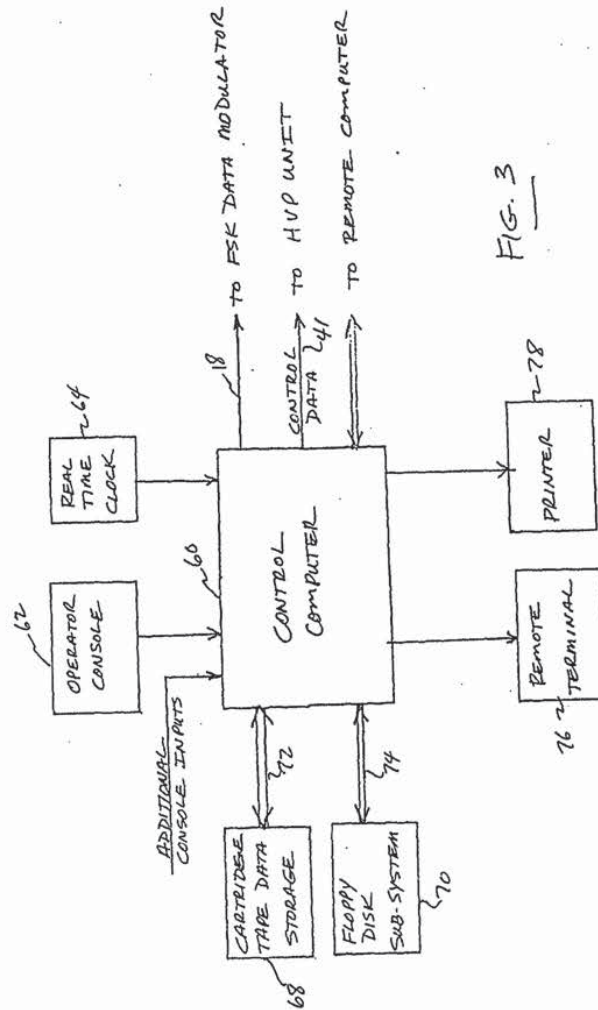 62
OPERATOR
CONSOLE
64
REAL
TIME
CLOCK
ADDITIONAL
CONSOLE INPUTS
60
18
TO FSK DATA MODULATOR
CONTROL
DATA
41
TO HVP UNIT
TO REMOTE COMPUTER
CONTROL
COMPUTER
CARTRIDGE
TAPE DATA
STORAGE
68
72
FLOPPY
DISK
SUB-SYSTEM
70
74
REMOTE
TERMINAL
76
PRINTER
78
FIG. 3